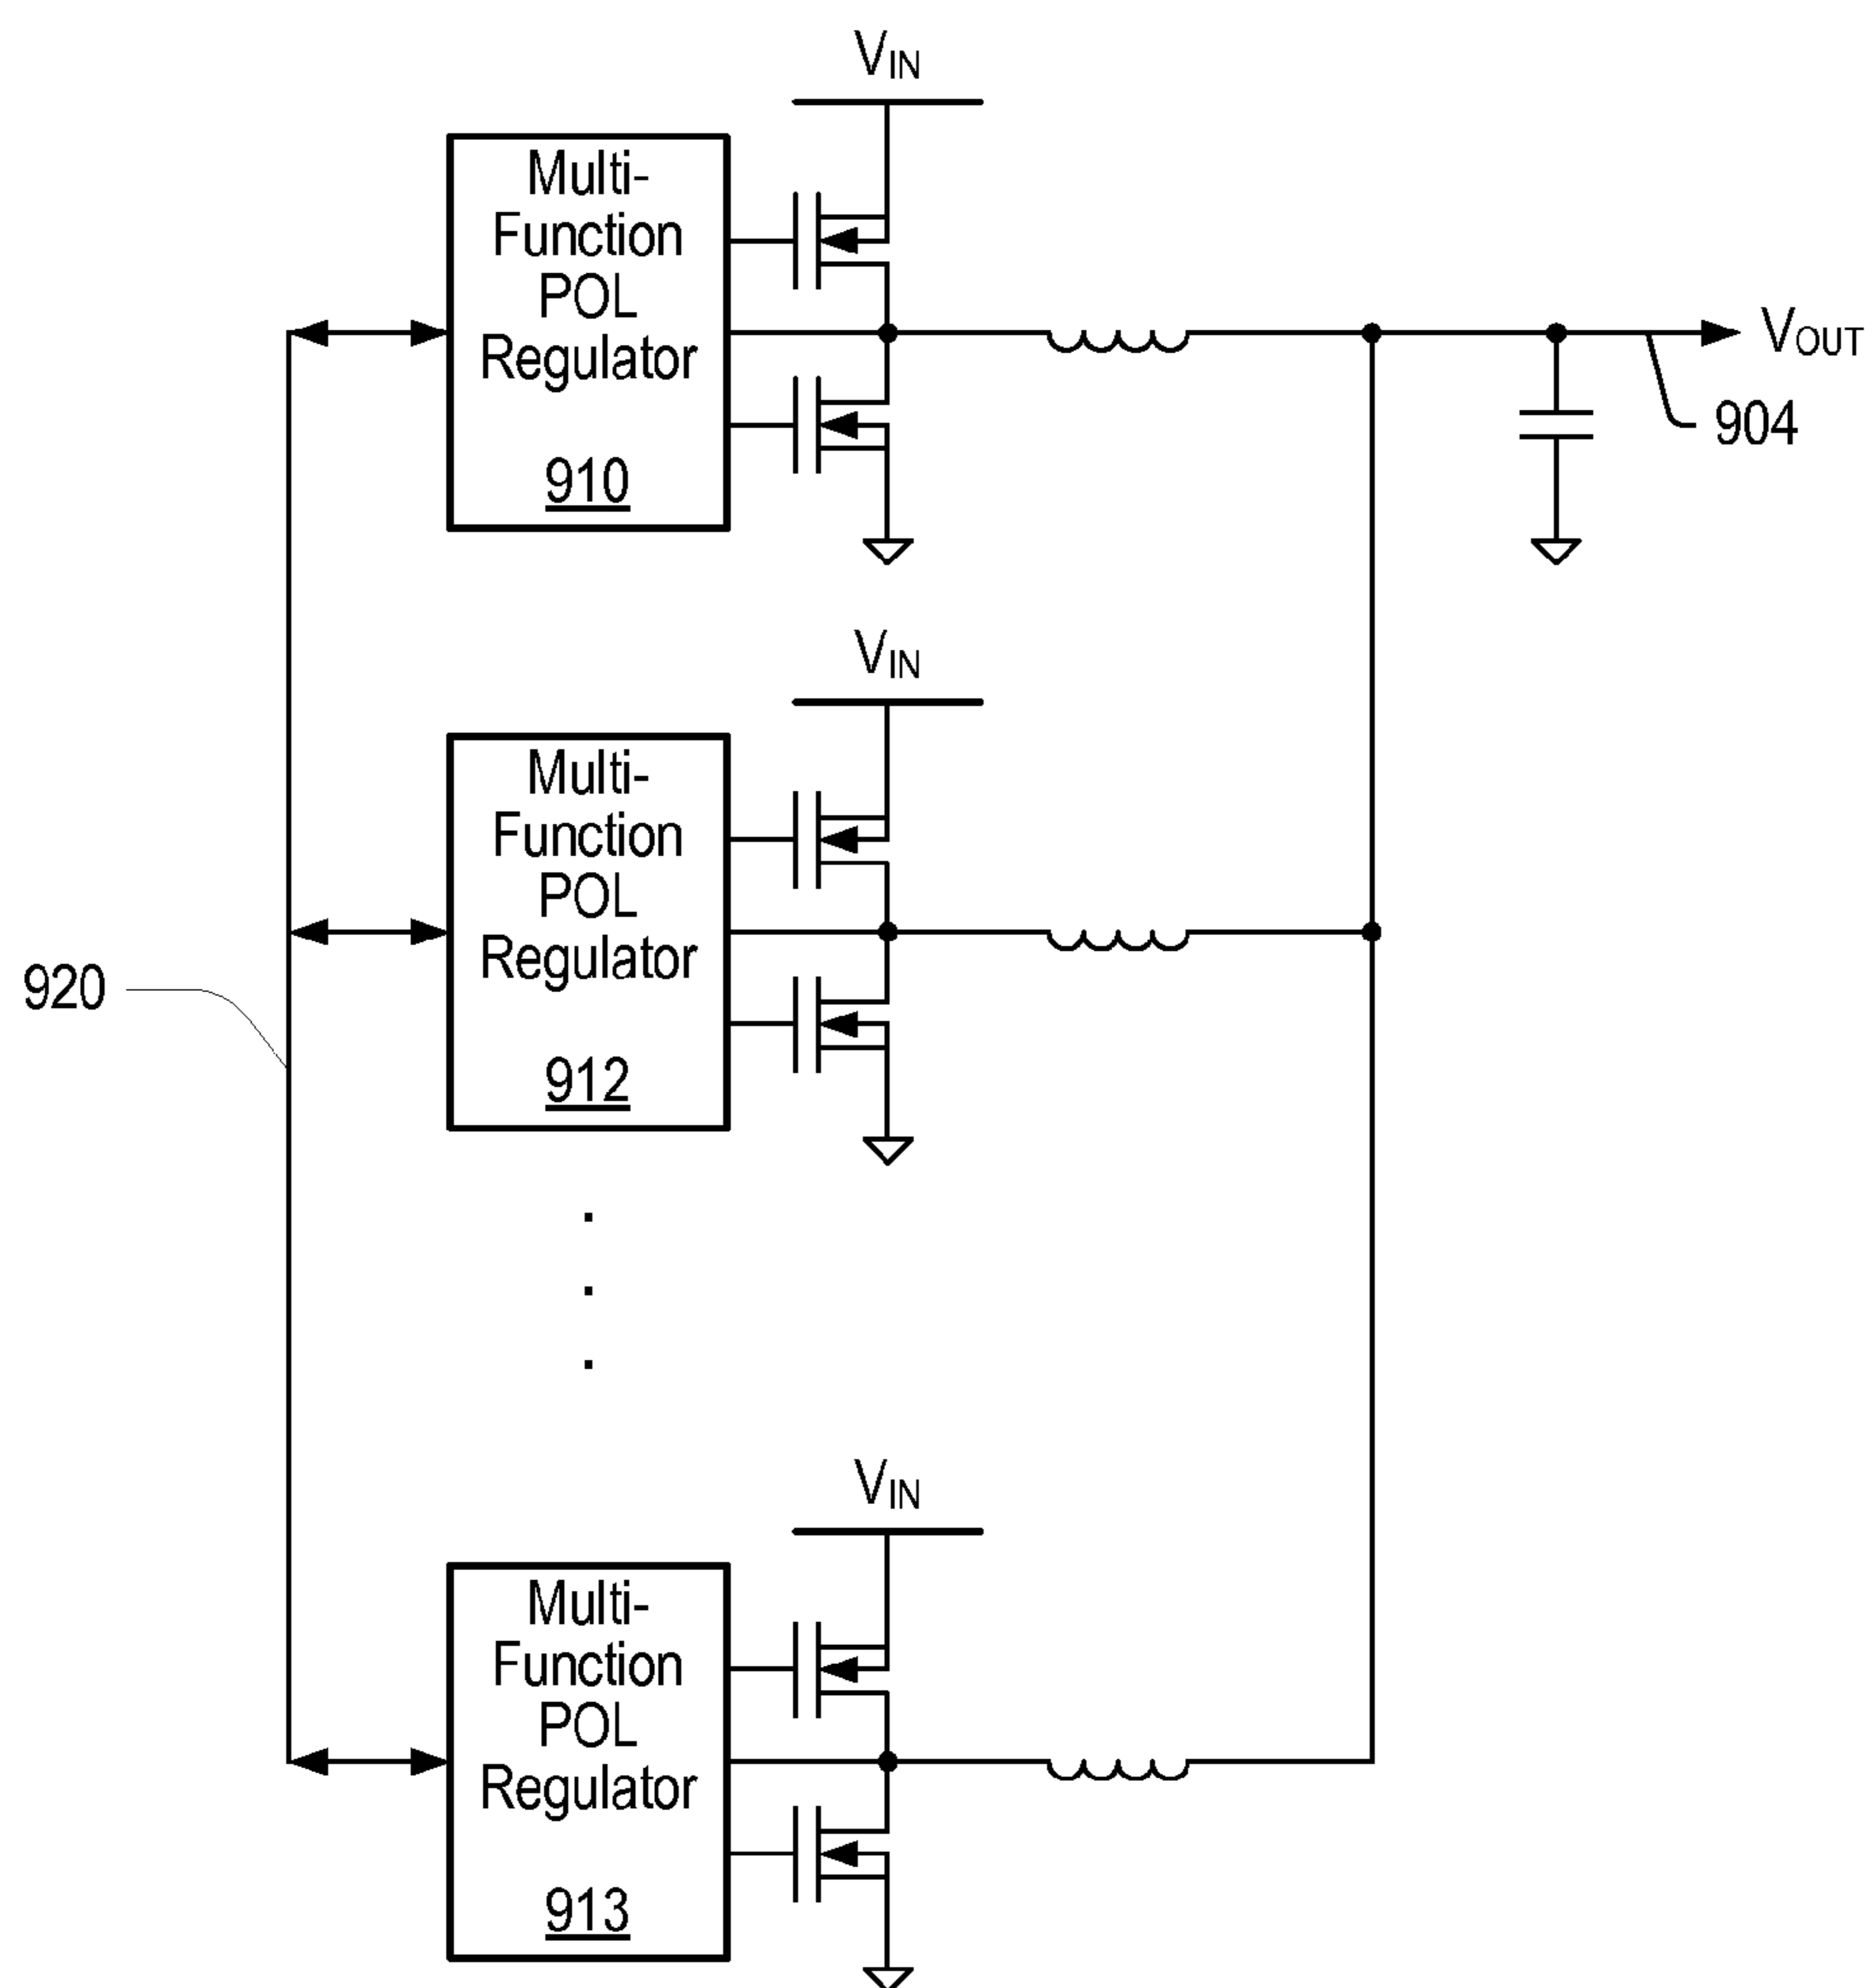 VIN
Multi-
Function
POL
Regulator
910
VOUT
904
VIN
Multi-
Function
POL
Regulator
912
920
.
.
.
VIN
Multi-
Function
POL
Regulator
913